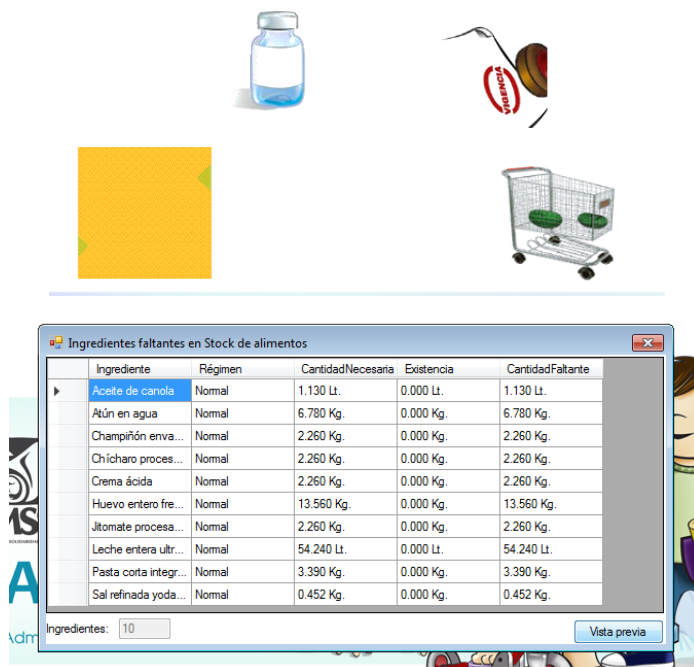 VIGENCIA
Ingredientes faltantes en Stock de alimentos
Ingrediente Régimen CantidadNecesaria Existencia CantidadFaltante
Aceite de canola Normal 1.130 Lt. 0.000 Lt. 1.130 Lt.
Atún en agua Normal 6.780 Kg. 0.000 Kg. 6.780 Kg.
Champiñón enva... Normal 2.260 Kg. 0.000 Kg. 2.260 Kg.
Chícharo proces... Normal 2.260 Kg. 0.000 Kg. 2.260 Kg.
Crema ácida Normal 2.260 Kg. 0.000 Kg. 2.260 Kg.
Huevo entero fre... Normal 13.560 Kg. 0.000 Kg. 13.560 Kg.
Jitomate procesa... Normal 2.260 Kg. 0.000 Kg. 2.260 Kg.
Leche entera ultr... Normal 54.240 Lt. 0.000 Lt. 54.240 Lt.
Pasta corta integr... Normal 3.390 Kg. 0.000 Kg. 3.390 Kg.
Sal refinada yoda... Normal 0.452 Kg. 0.000 Kg. 0.452 Kg.
Ingredientes: 10 Vista previa